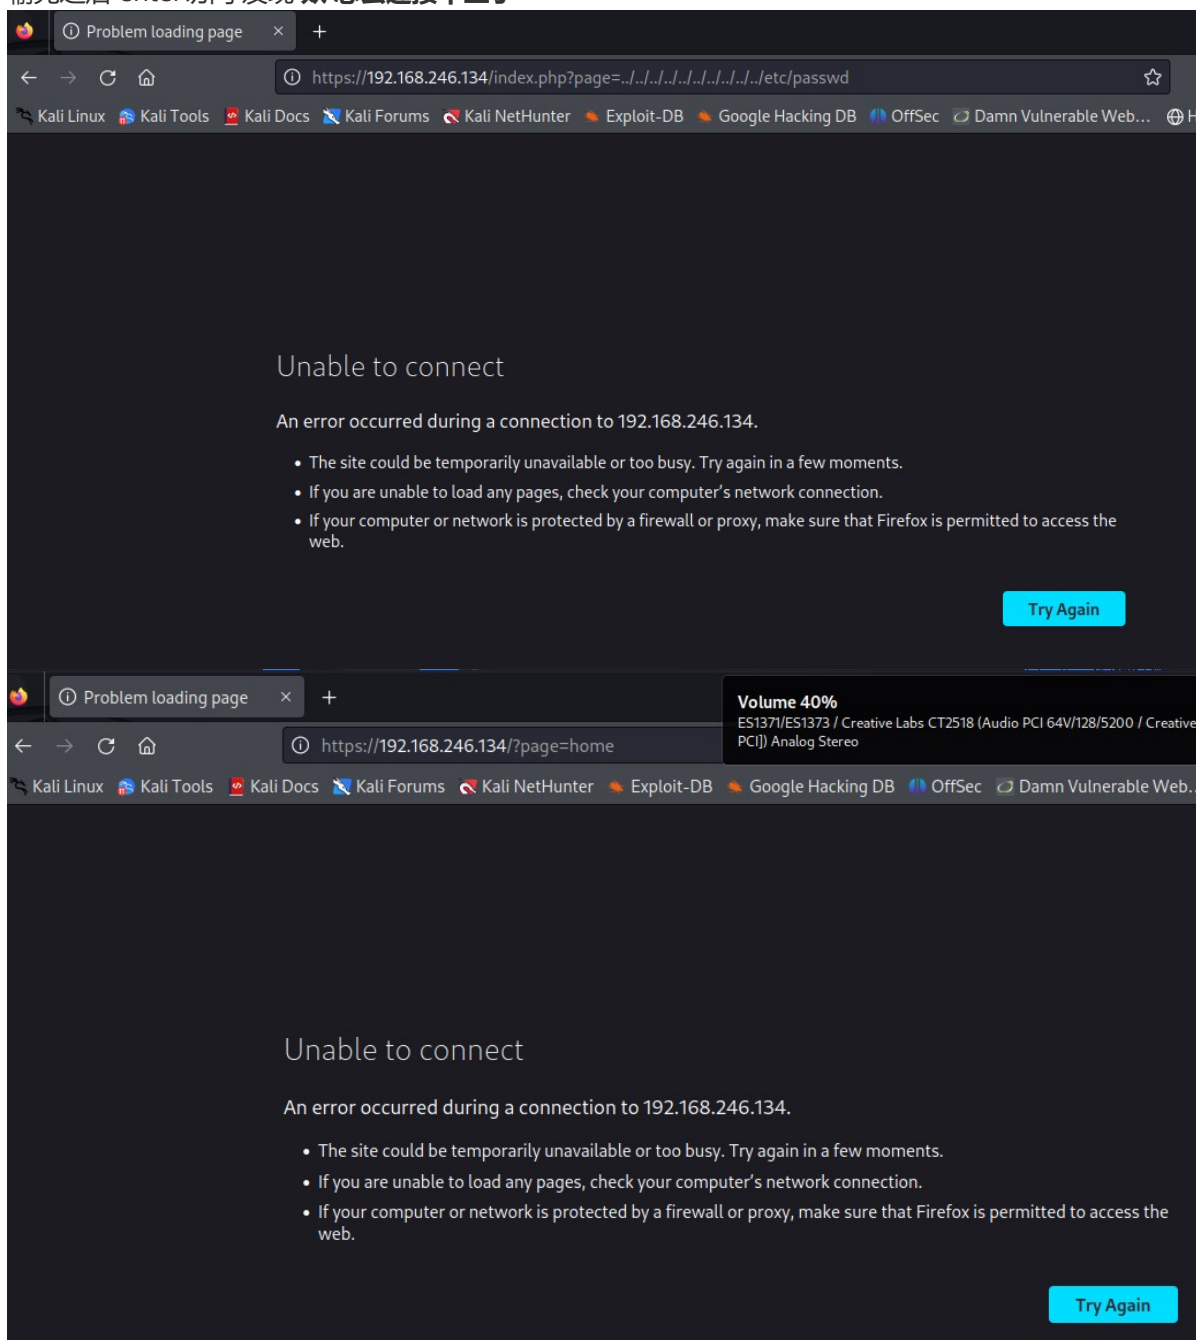 Problem loading page
https://192.168.246.134/index.php?page=../../../../../../../../../etc/passwd
Kali Linux Kali Tools Kali Docs Kali Forums Kali NetHunter Exploit-DB Google Hacking DB OffSec Damn Vulnerable Web... H
Unable to connect
An error occurred during a connection to 192.168.246.134.
• The site could be temporarily unavailable or too busy. Try again in a few moments.
• If you are unable to load any pages, check your computer's network connection.
• If your computer or network is protected by a firewall or proxy, make sure that Firefox is permitted to access the
web.
Try Again
Problem loading page
Volume 40%
ES1371/ES1373 / Creative Labs CT2518 (Audio PCI 64V/128/5200 / Creative
PCI]) Analog Stereo
https://192.168.246.134/?page=home
Kali Linux Kali Tools Kali Docs Kali Forums Kali NetHunter Exploit-DB Google Hacking DB OffSec Damn Vulnerable Web..
Unable to connect
An error occurred during a connection to 192.168.246.134.
• The site could be temporarily unavailable or too busy. Try again in a few moments.
• If you are unable to load any pages, check your computer's network connection.
• If your computer or network is protected by a firewall or proxy, make sure that Firefox is permitted to access the
web.
Try Again